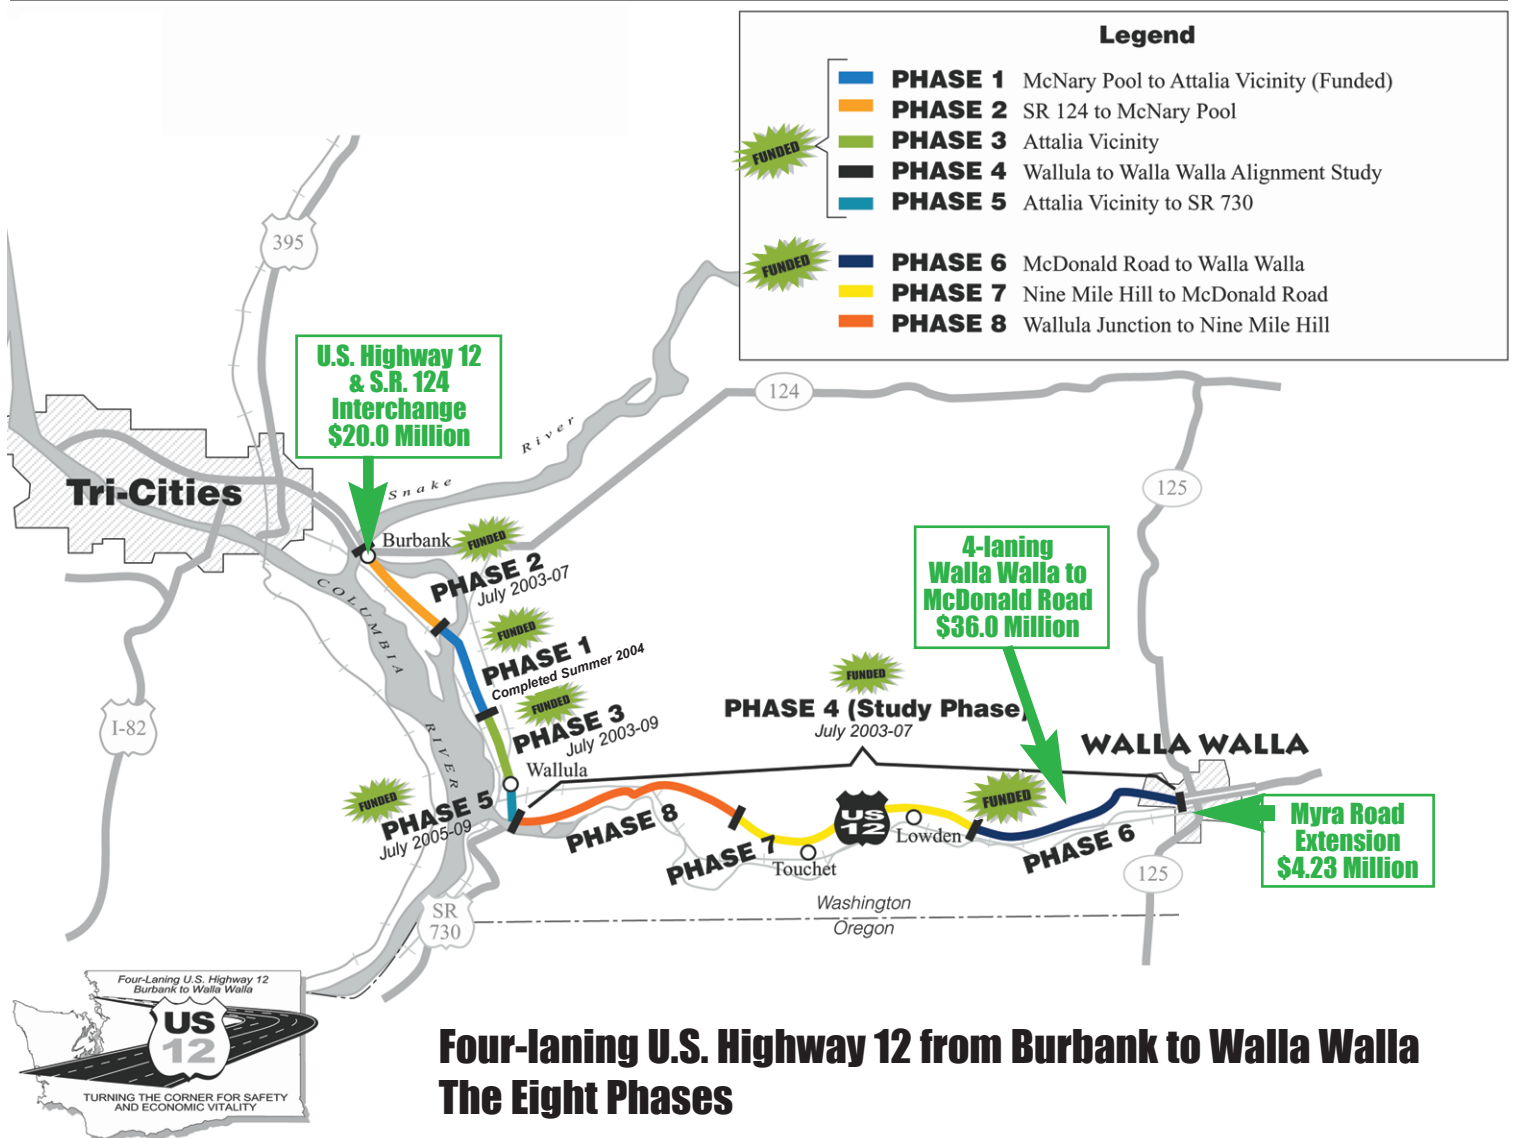 Legend
FUNDED
PHASE 1 McNary Pool to Attalia Vicinity (Funded)
PHASE 2 SR 124 to McNary Pool
PHASE 3 Attalia Vicinity
PHASE 4 Wallula to Walla Walla Alignment Study
PHASE 5 Attalia Vicinity to SR 730
FUNDED
PHASE 6 McDonald Road to Walla Walla
PHASE 7 Nine Mile Hill to McDonald Road
PHASE 8 Wallula Junction to Nine Mile Hill
395
U.S. Highway 12
& S.R. 124
Interchange
$20.0 Million
124
Snake River
125
Tri-Cities
Burbank
FUNDED
PHASE 2
July 2003-07
COLUMBIA
RIVER
FUNDED
PHASE 1
Completed Summer 2004
FUNDED
PHASE 3
July 2003-09
Wallula
I-82
4-laning
Walla Walla to
McDonald Road
$36.0 Million
FUNDED
PHASE 4 (Study Phase)
July 2003-07
WALLA WALLA
FUNDED
PHASE 5
July 2005-09
PHASE 8
PHASE 7
US
12
Touchet
Lowden
FUNDED
PHASE 6
Myra Road
Extension
$4.23 Million
125
SR
730
Washington
Oregon
Four-Laning U.S. Highway 12
Burbank to Walla Walla
US
12
TURNING THE CORNER FOR SAFETY
AND ECONOMIC VITALITY
Four-laning U.S. Highway 12 from Burbank to Walla Walla
The Eight Phases